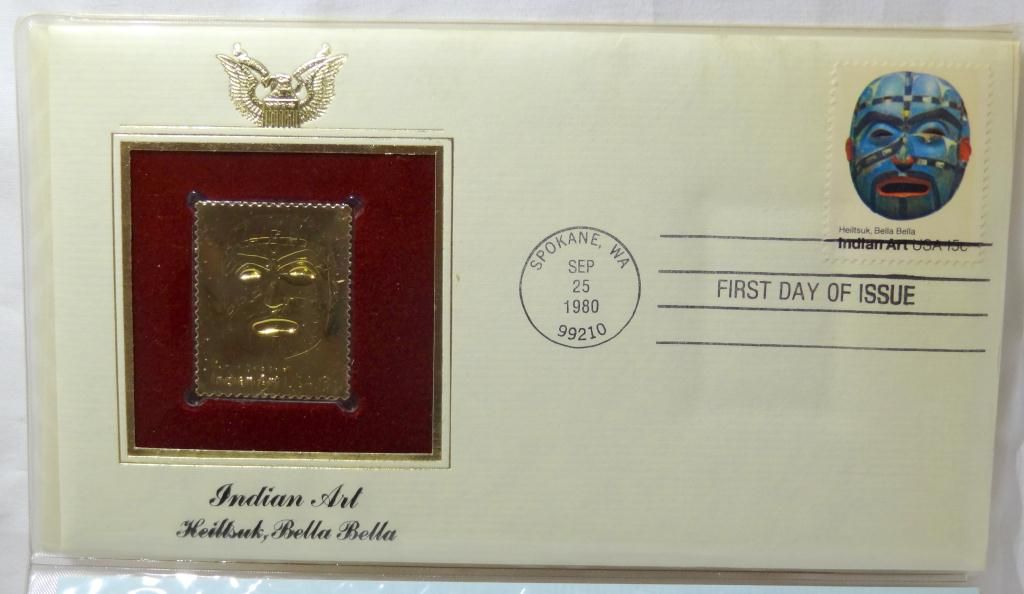 Heiltsuk, Bella Bella
Indian Art USA 15c
SPOKANE, WA
SEP
25
1980
99210
FIRST DAY OF ISSUE
Indian Art
Heiltsuk, Bella Bella